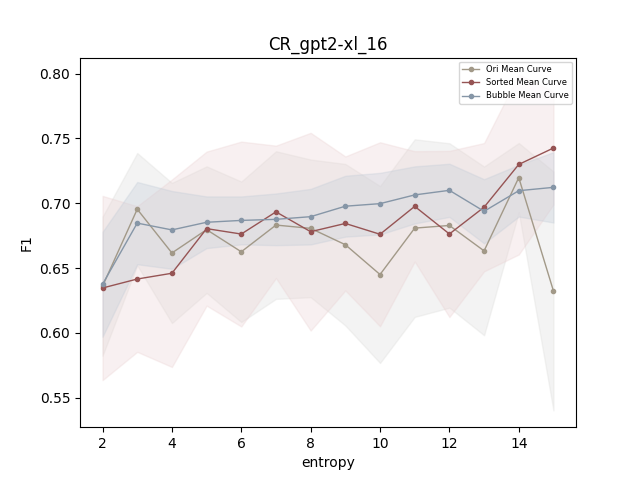 CR_gpt2-xl_16
Ori Mean Curve
Sorted Mean Curve
Bubble Mean Curve
0.80
0.75
0.70
0.65
0.60
0.55
F1
2 4 6 8 10 12 14
entropy